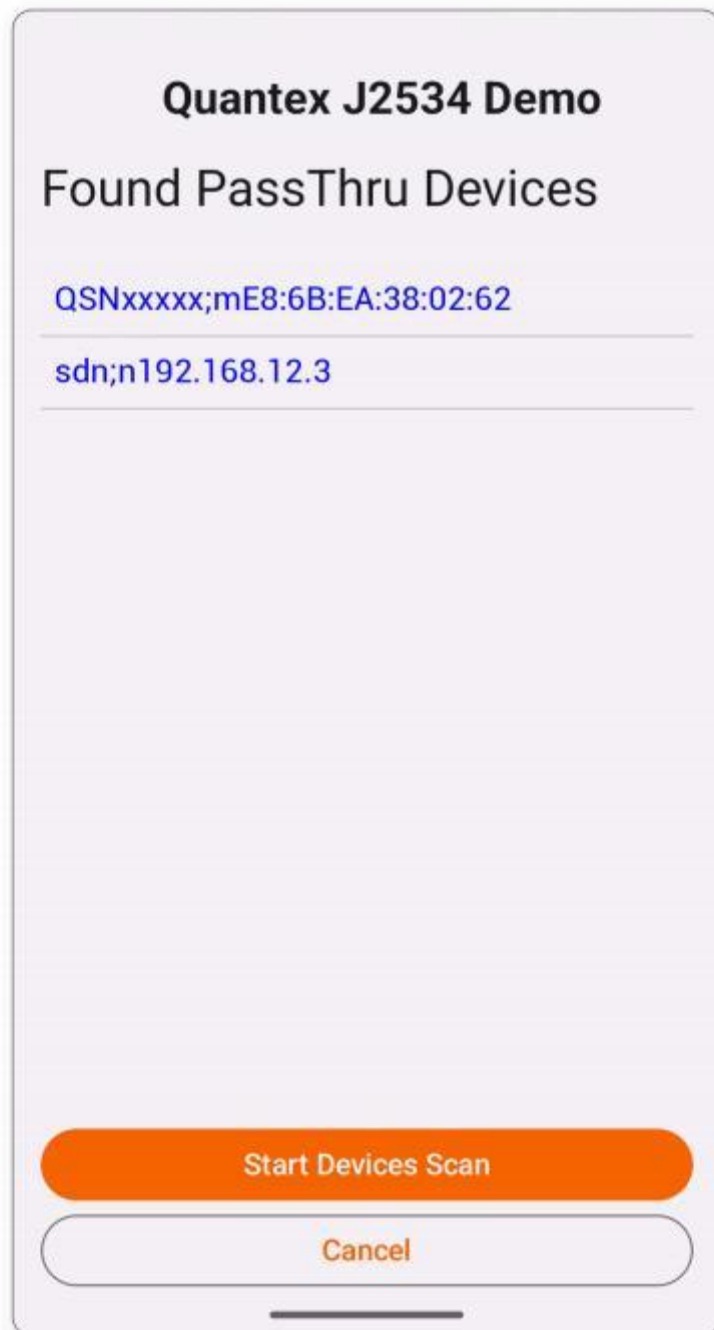 Quantex J2534 Demo
Found PassThru Devices
QSNxxxxx;mE8:6B:EA:38:02:62
sdn;n192.168.12.3
Start Devices Scan
Cancel